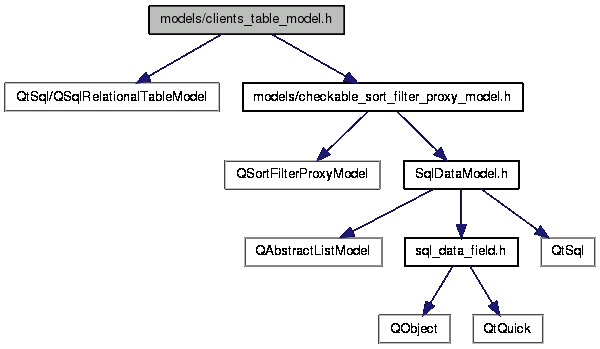 models/clients_table_model.h
QtSql/QSqlRelationalTableModel
models/checkable_sort_filter_proxy_model.h
QSortFilterProxyModel
SqlDataModel.h
QAbstractListModel
sql_data_field.h
QtSql
QObject
QtQuick